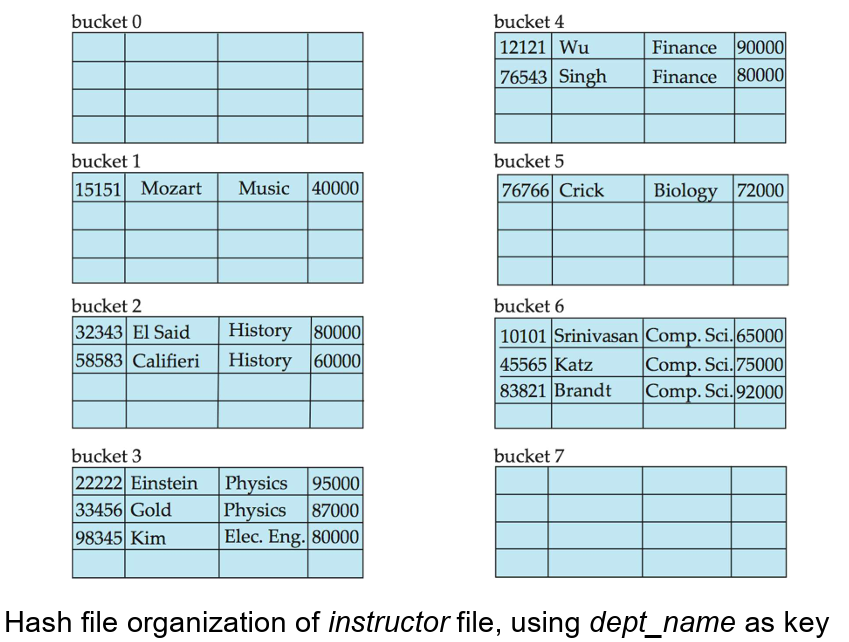 bucket 0
bucket 1
15151 Mozart Music 40000
bucket 2
32343 El Said History 80000
58583 Califieri History 60000
bucket 3
22222 Einstein Physics 95000
33456 Gold Physics 87000
98345 Kim Elec. Eng. 80000
bucket 4
12121 Wu Finance 90000
76543 Singh Finance 80000
bucket 5
76766 Crick Biology 72000
bucket 6
10101 Srinivasan Comp. Sci. 65000
45565 Katz Comp. Sci. 75000
83821 Brandt Comp. Sci. 92000
bucket 7
Hash file organization of instructor file, using dept_name as key